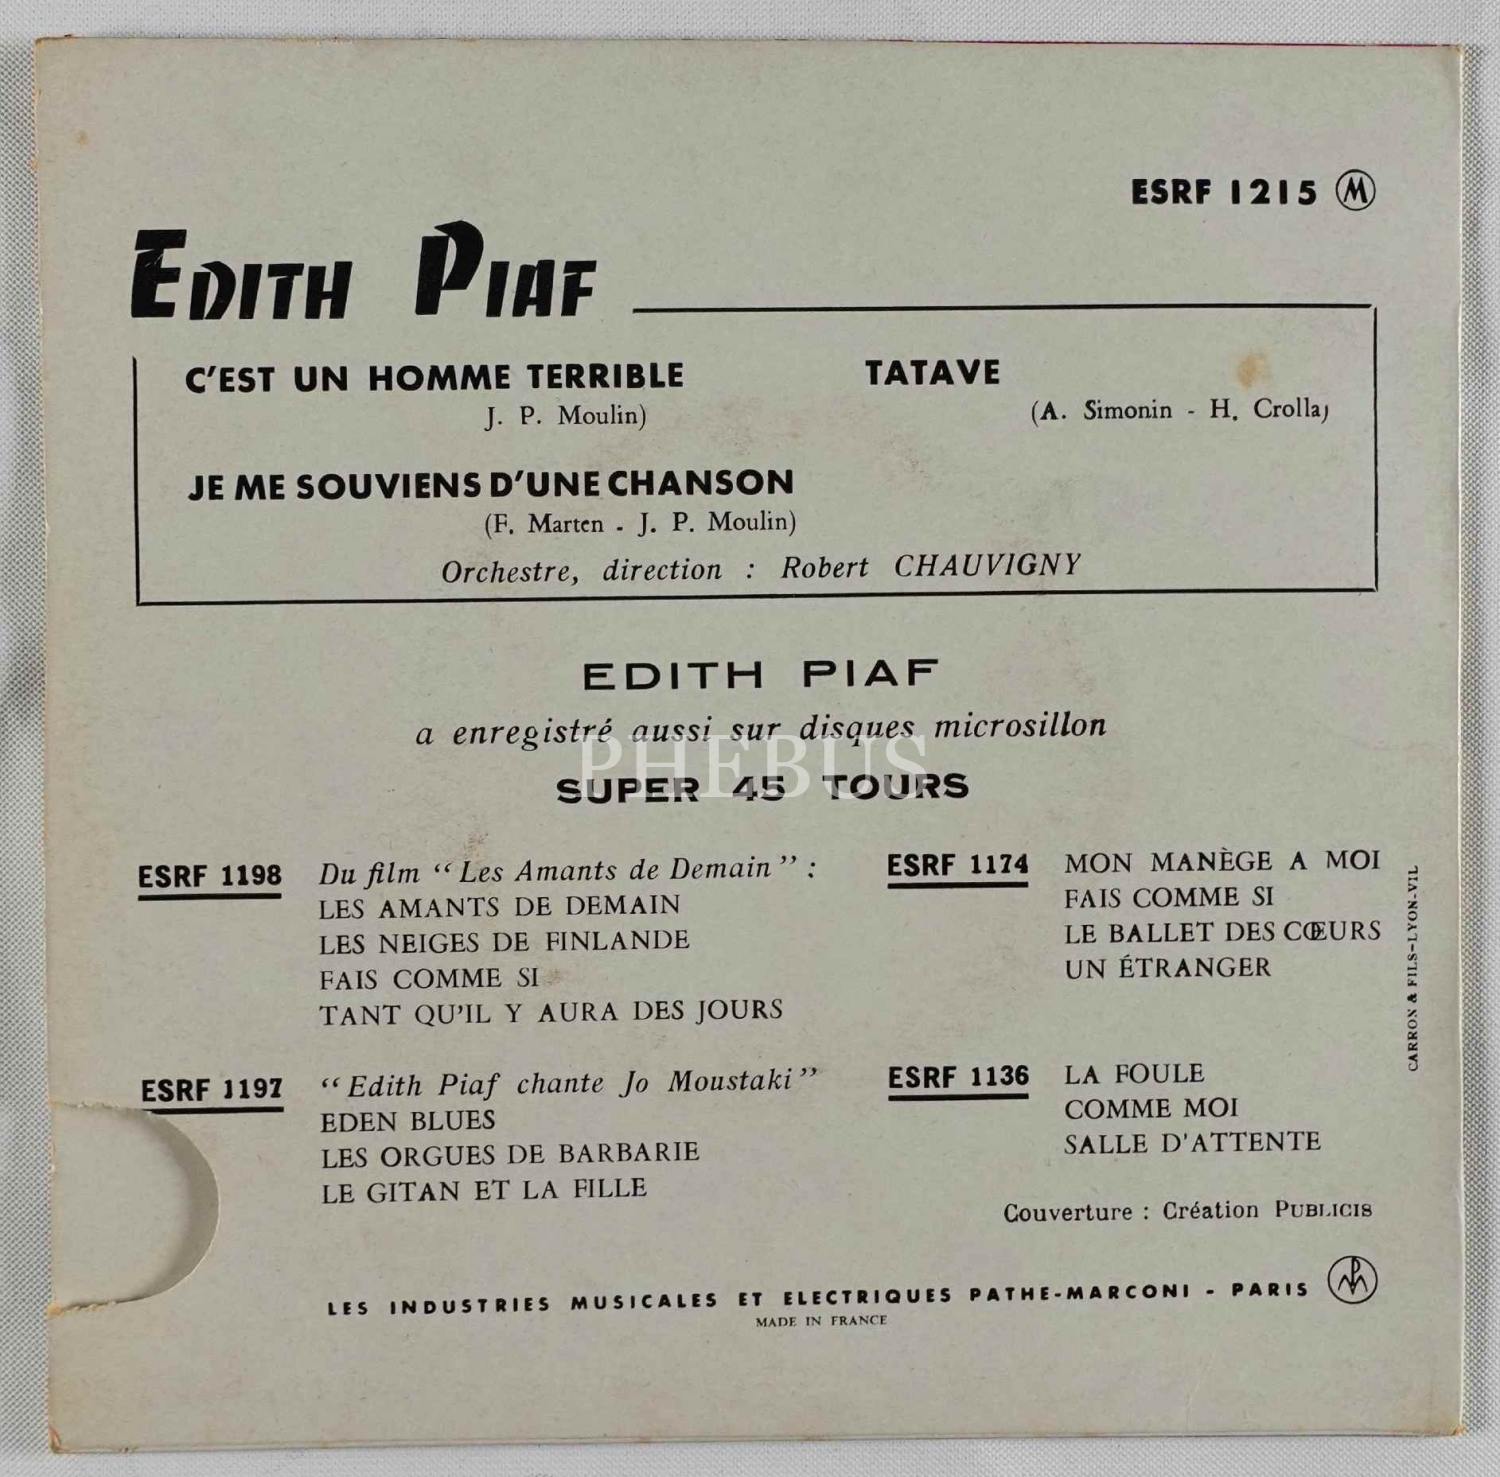 ESRF 1215 M
EDITH PIAF
C'EST UN HOMME TERRIBLE
J. P. Moulin)
TATAVE
(A. Simonin - H. Crolla)
JE ME SOUVIENS D'UNE CHANSON
(F. Marten - J. P. Moulin)
Orchestre, direction : Robert CHAUVIGNY
EDITH PIAF
a enregistré aussi sur disques microsillon
PHEBUS
SUPER 45 TOURS
ESRF 1198
Du film “ Les Amants de Demain ” :
LES AMANTS DE DEMAIN
LES NEIGES DE FINLANDE
FAIS COMME SI
TANT QU'IL Y AURA DES JOURS
ESRF 1174
MON MANÈGE A MOI
FAIS COMME SI
LE BALLET DES CŒURS
UN ÉTRANGER
ESRF 1197
“ Edith Piaf chante Jo Moustaki ”
EDEN BLUES
LES ORGUES DE BARBARIE
LE GITAN ET LA FILLE
ESRF 1136
LA FOULE
COMME MOI
SALLE D'ATTENTE
Couverture : Création PUBLICIS
CARRON & FILS-LYON-VIL
LES INDUSTRIES MUSICALES ET ELECTRIQUES PATHE-MARCONI - PARIS
MADE IN FRANCE